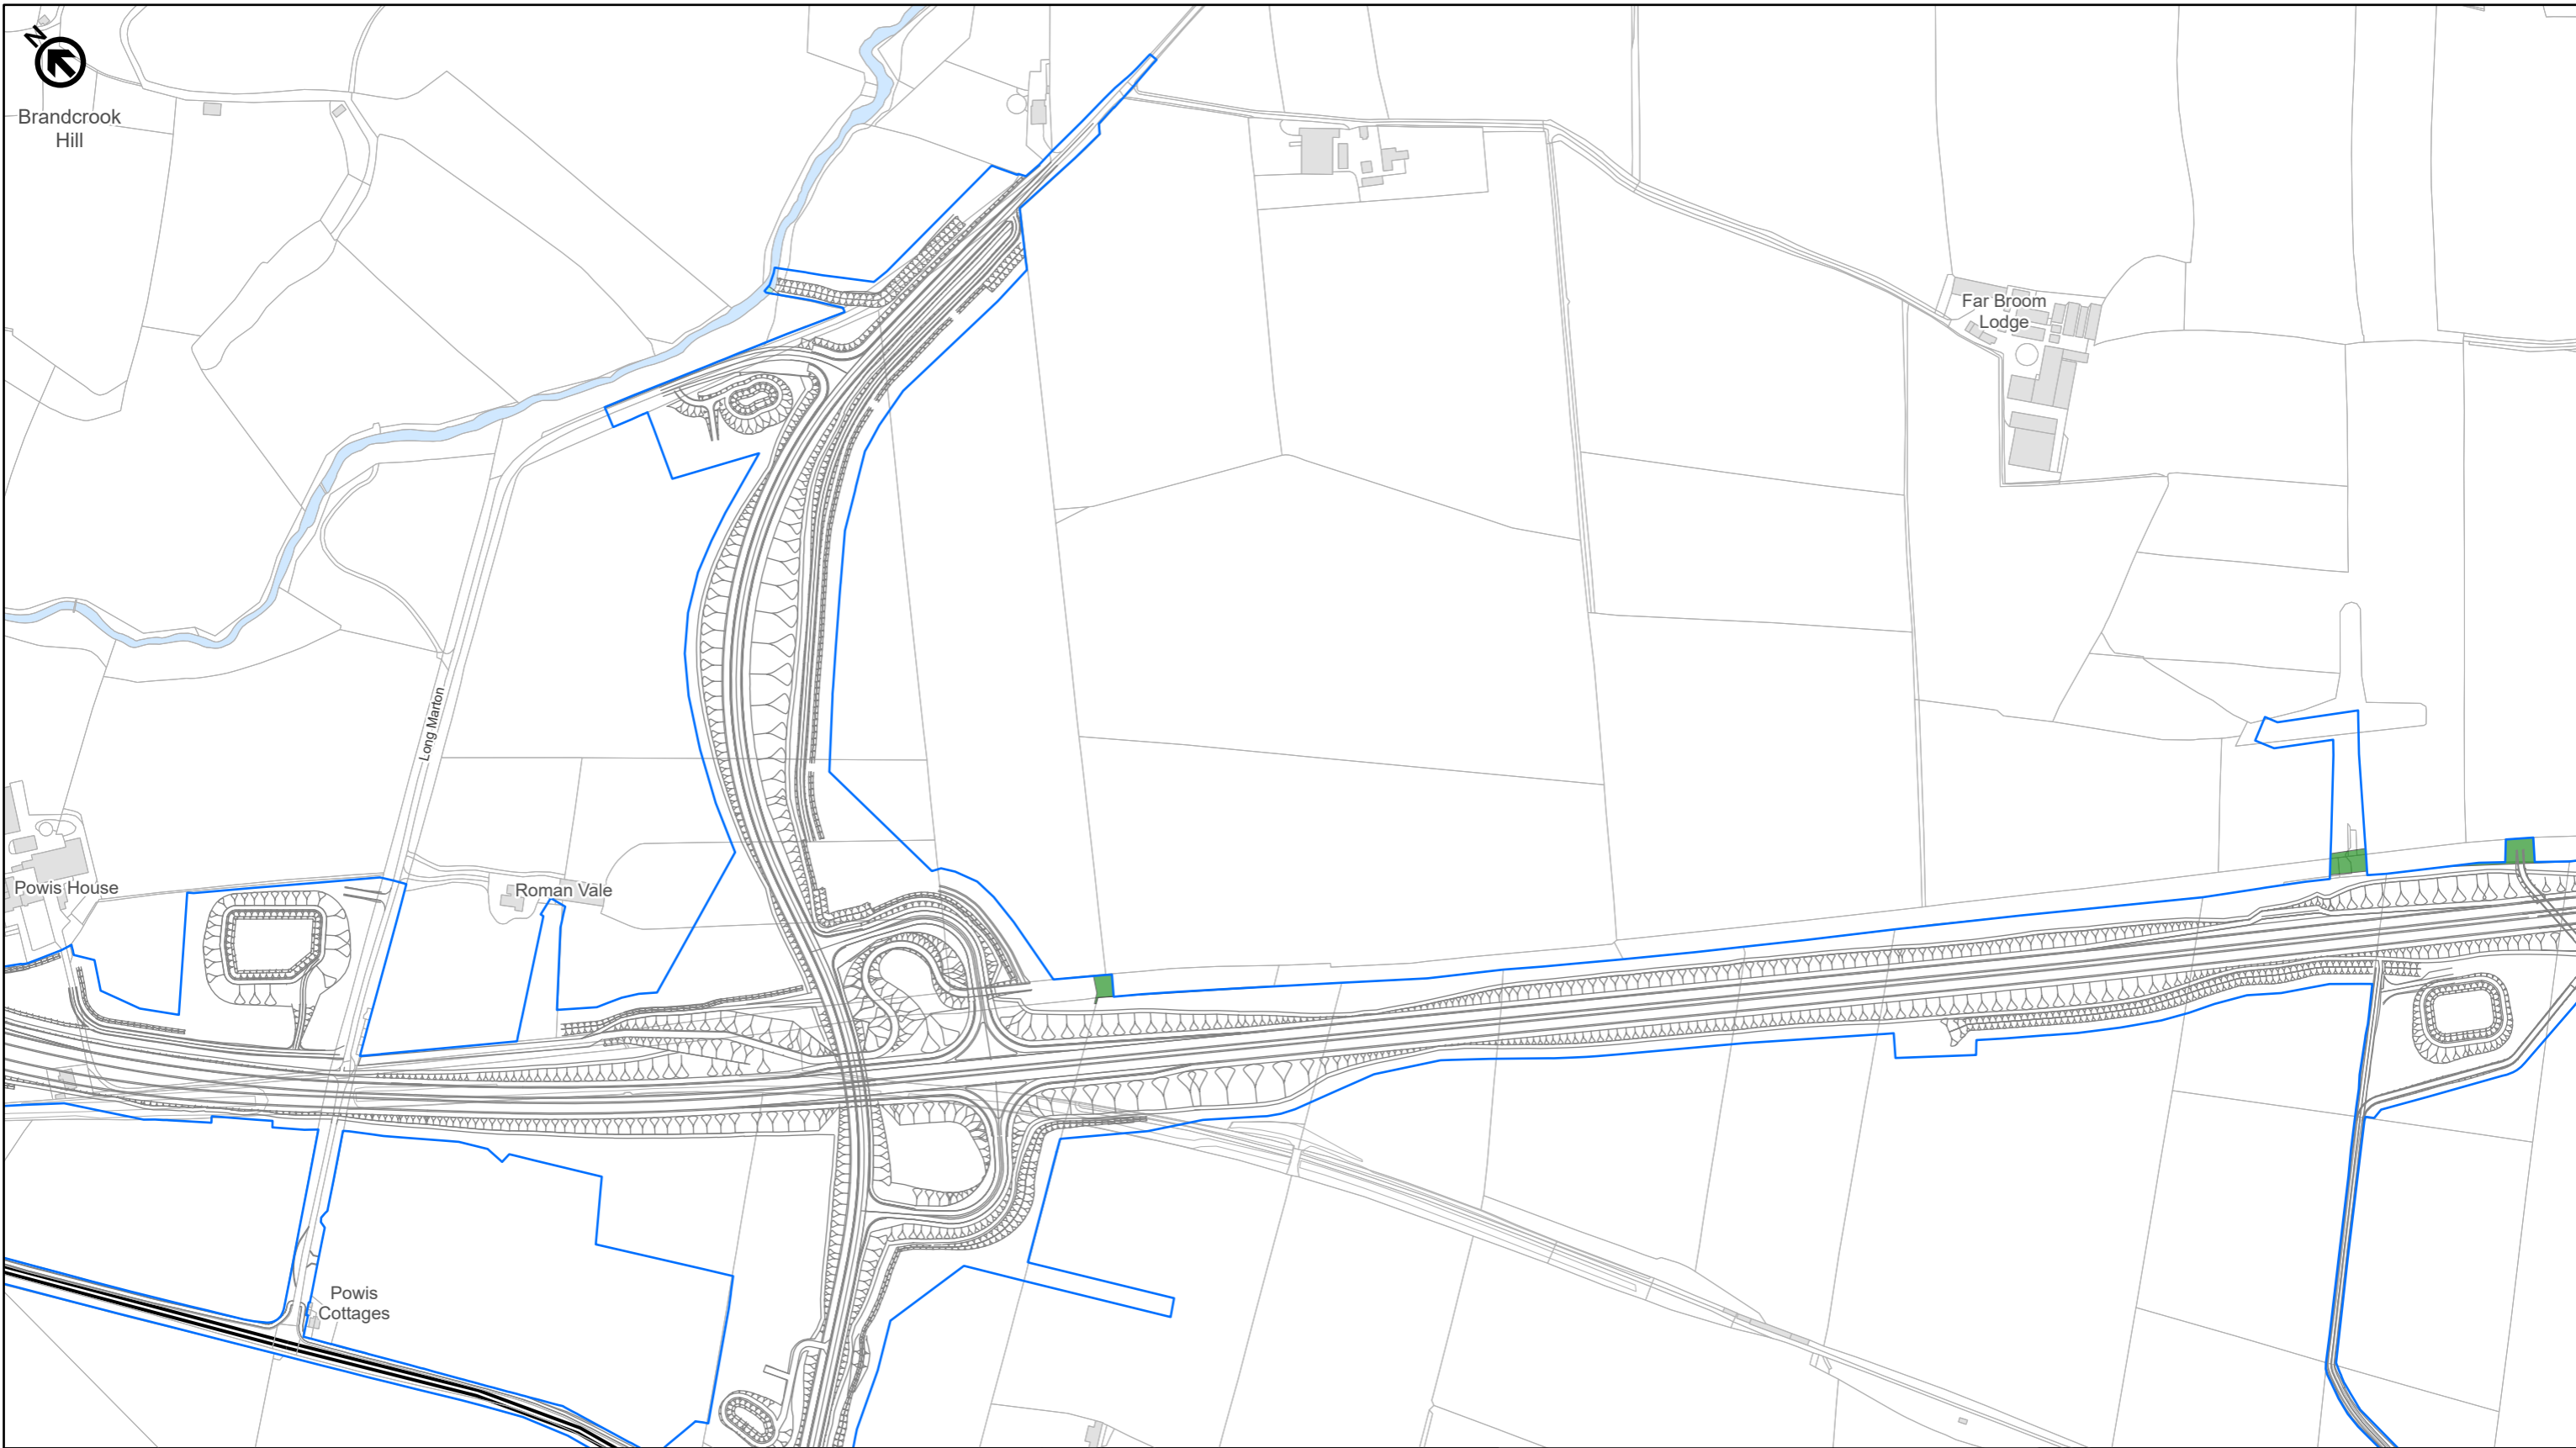 N
Brandcrook
Hill
Far Broom
Lodge
Long Marton
Powis House
Roman Vale
Powis
Cottages